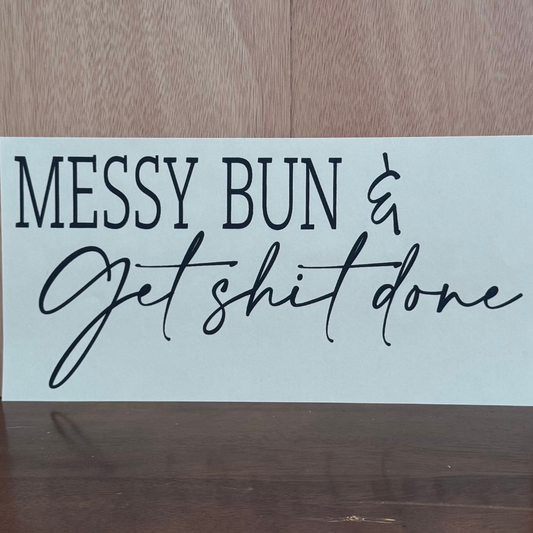 MESSY BUN &
Get shit done